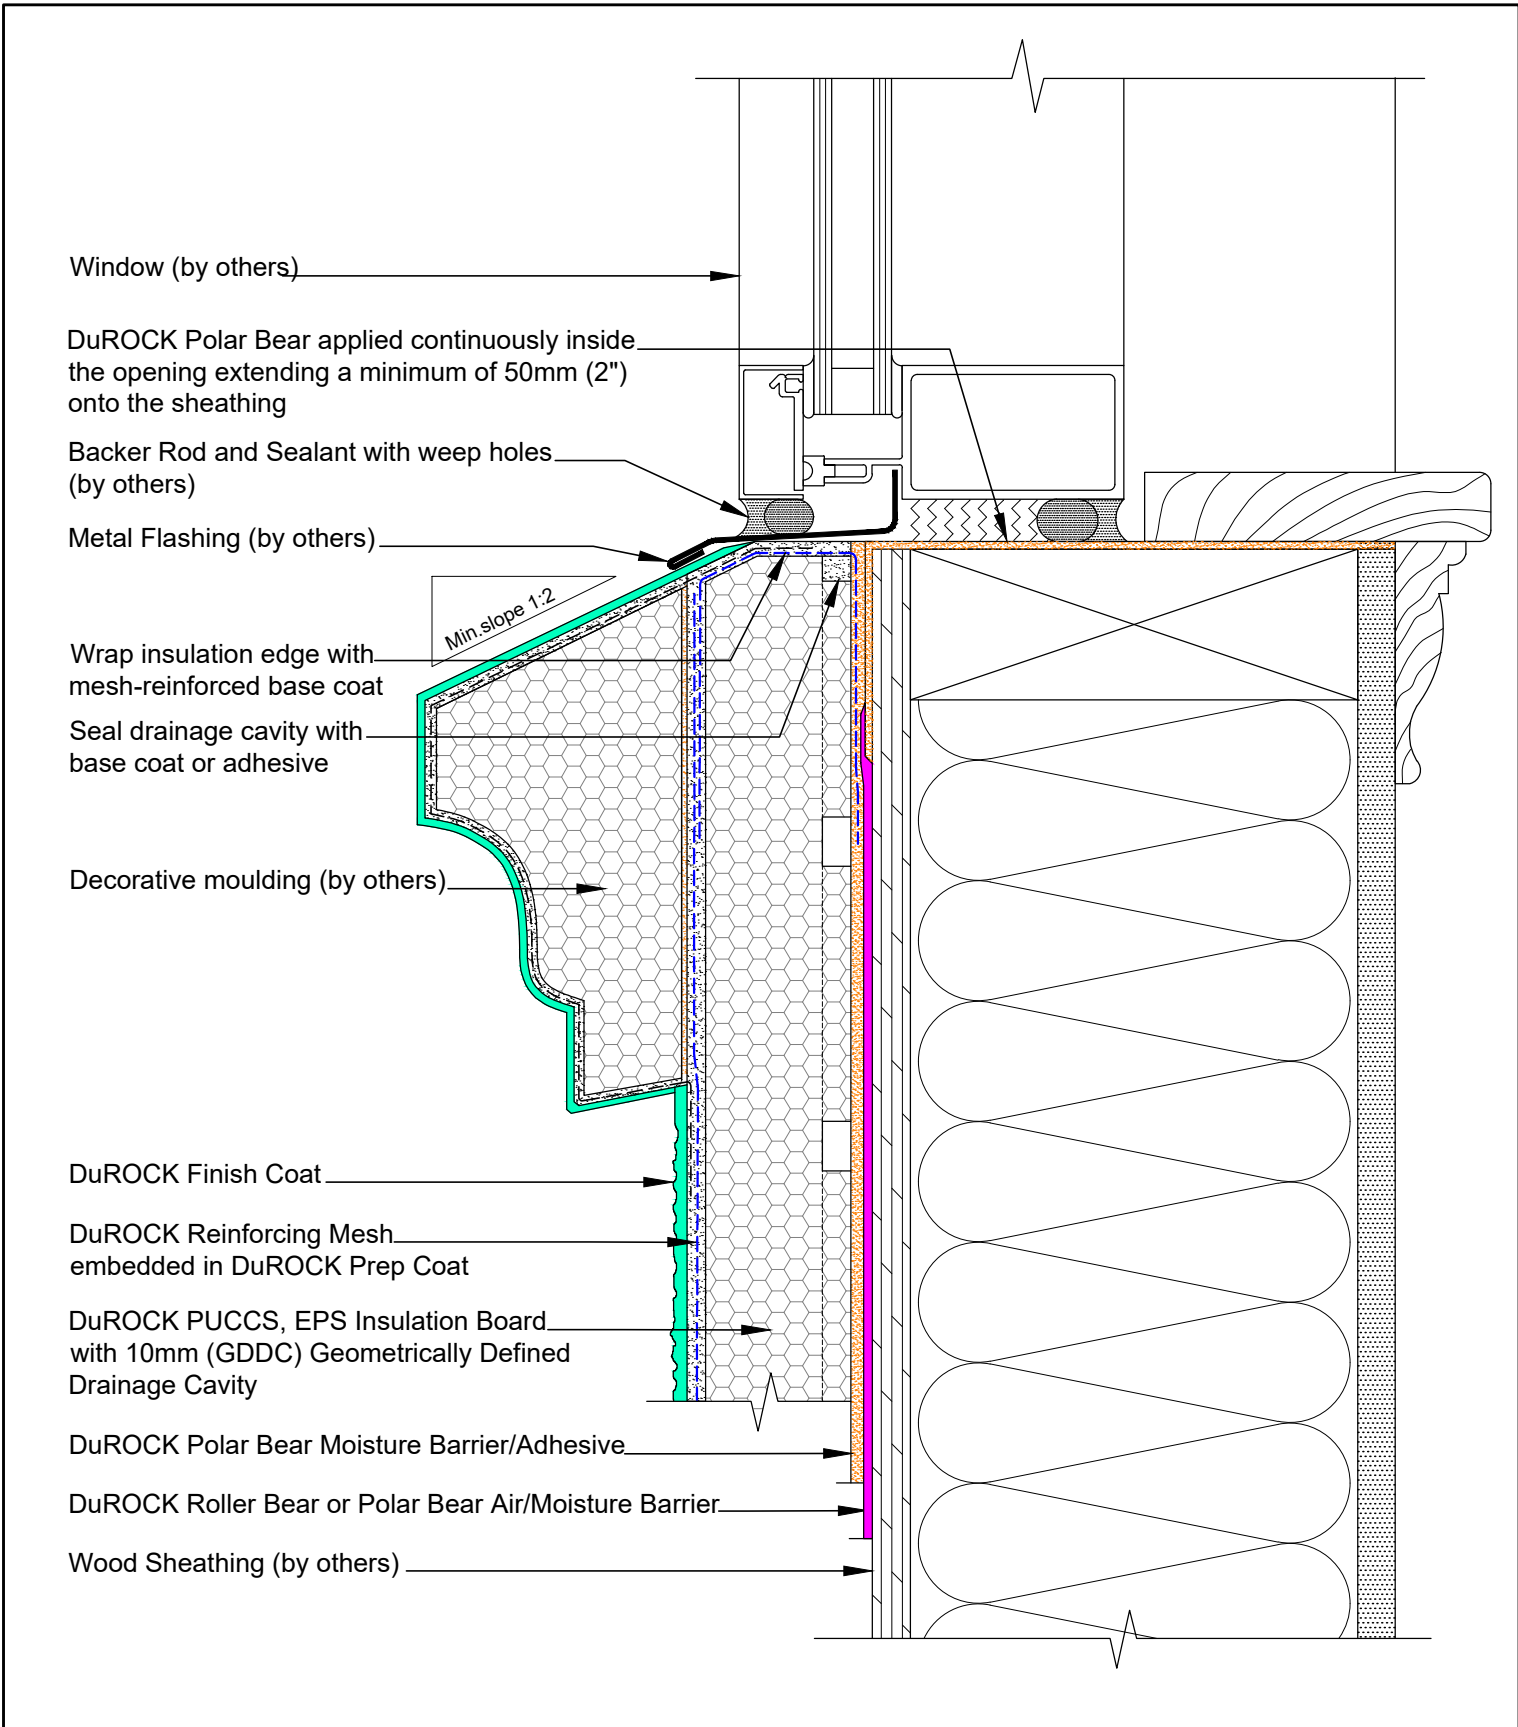 Window (by others)
DuROCK Polar Bear applied continuously inside
the opening extending a minimum of 50mm (2")
onto the sheathing
Backer Rod and Sealant with weep holes
(by others)
Metal Flashing (by others)
Min.slope 1:2
Wrap insulation edge with
mesh-reinforced base coat
Seal drainage cavity with
base coat or adhesive
Decorative moulding (by others)
DuROCK Finish Coat
DuROCK Reinforcing Mesh
embedded in DuROCK Prep Coat
DuROCK PUCCS, EPS Insulation Board
with 10mm (GDDC) Geometrically Defined
Drainage Cavity
DuROCK Polar Bear Moisture Barrier/Adhesive
DuROCK Roller Bear or Polar Bear Air/Moisture Barrier
Wood Sheathing (by others)